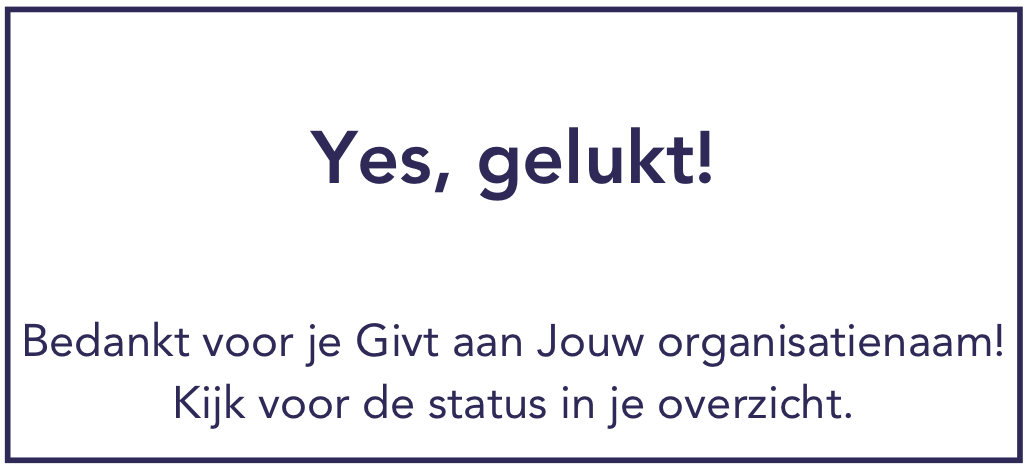 Yes, gelukt!
Bedankt voor je Givt aan Jouw organisatienaam!
Kijk voor de status in je overzicht.